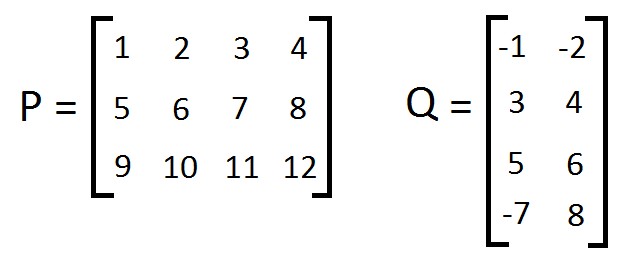 P = [1 2 3 4
5 6 7 8
9 10 11 12]
Q = [-1 -2
3 4
5 6
-7 8]